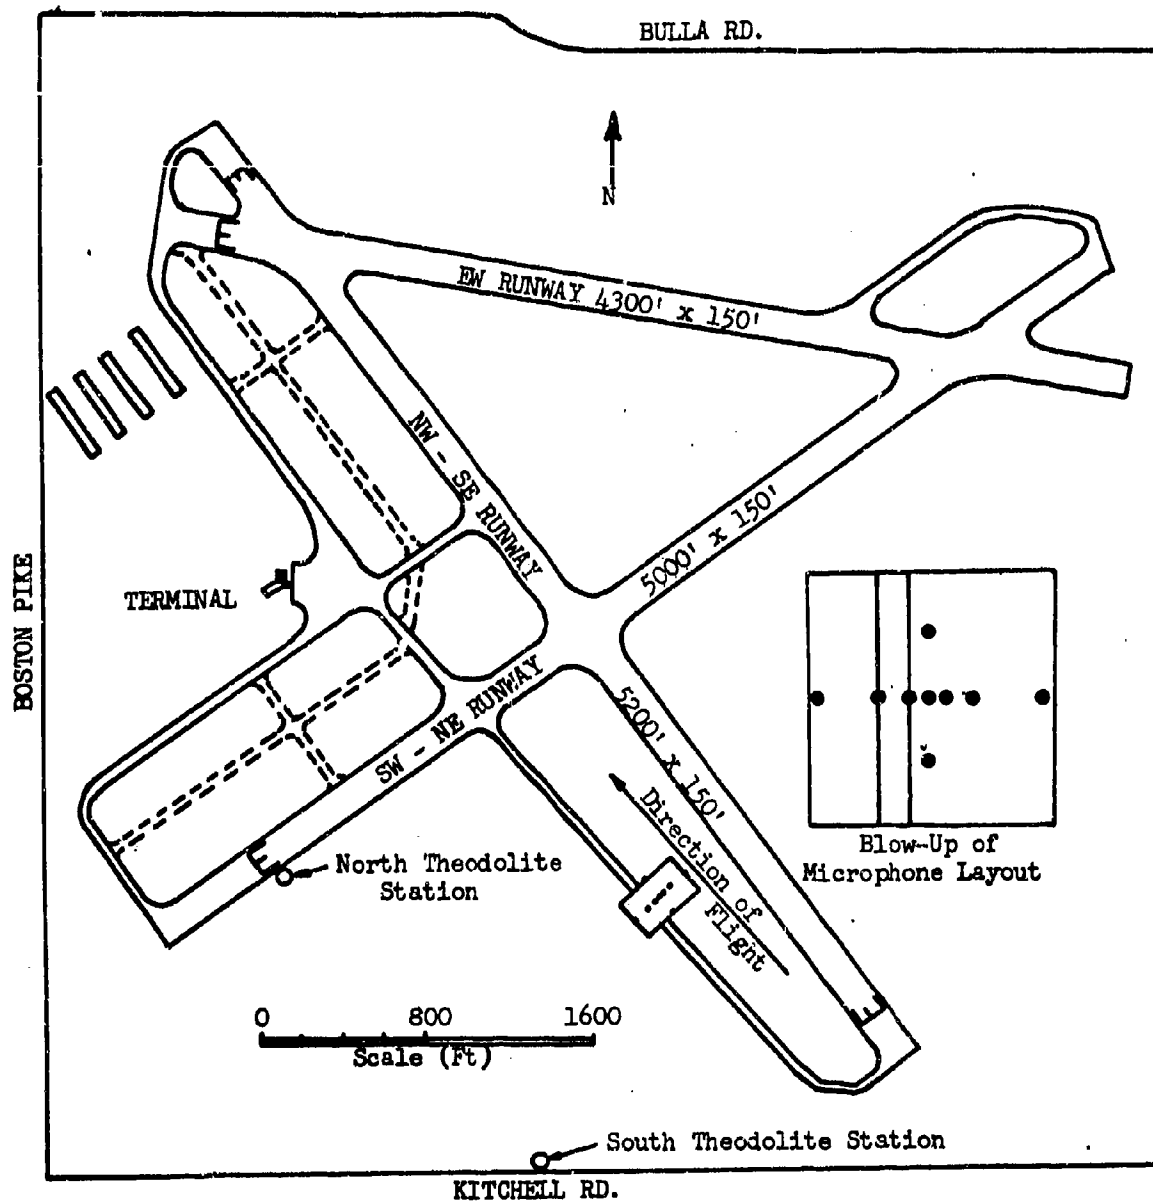 BULLA RD.
N
EW RUNWAY 4300' x 150'
NW - SE RUNWAY
5000' x 150'
BOSTON PIKE
TERMINAL
SW - NE RUNWAY
5200' x 150'
Direction of
Flight
Blow-Up of
Microphone Layout
North Theodolite
Station
0 800 1600
Scale (Ft)
South Theodolite Station
KITCHELL RD.